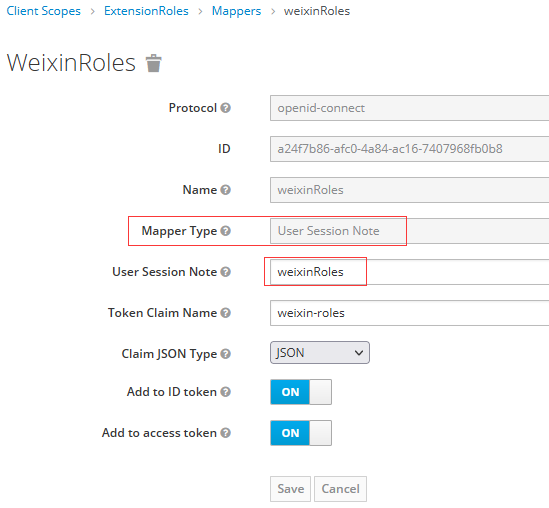 Client Scopes > ExtensionRoles > Mappers > weixinRoles
WeixinRoles
Protocol ? openid-connect
ID a24f7b86-afc0-4a84-ac16-7407968fb0b8
Name ? weixinRoles
Mapper Type ? User Session Note
User Session Note ? weixinRoles
Token Claim Name ? weixin-roles
Claim JSON Type ? JSON
Add to ID token ? ON
Add to access token ? ON
Save Cancel